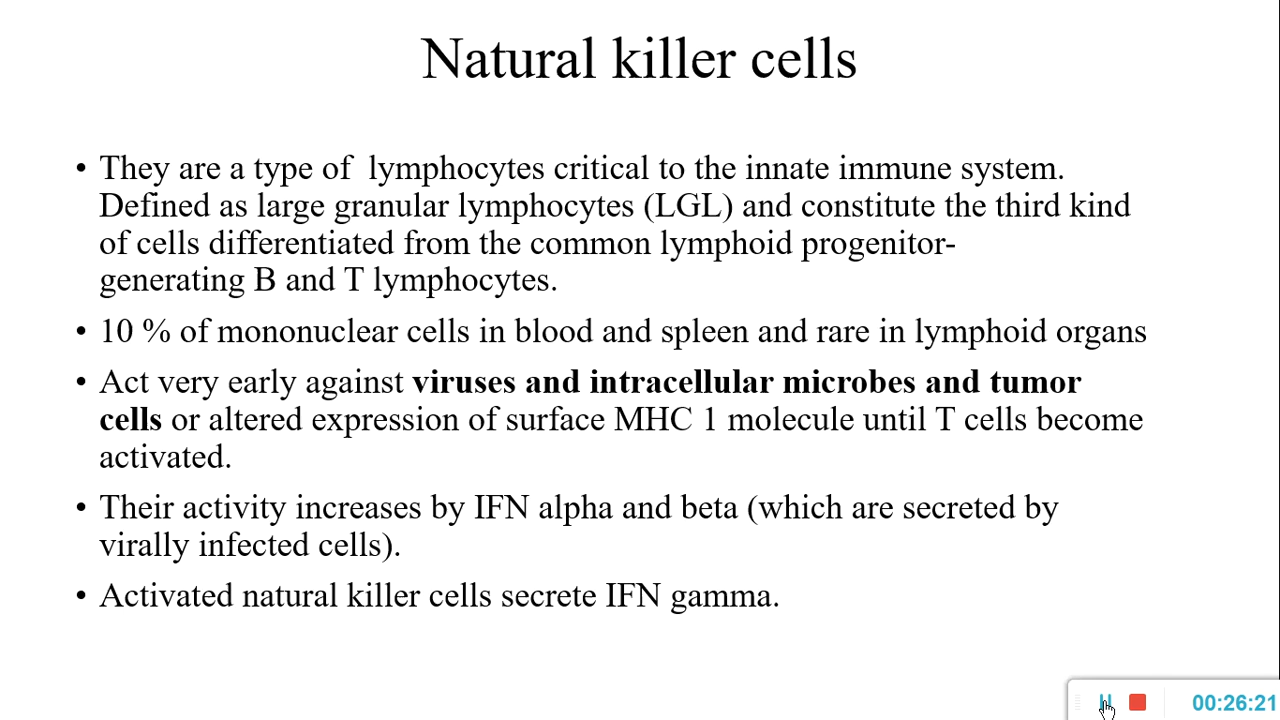 Natural killer cells
• They are a type of  lymphocytes critical to the innate immune system.
Defined as large granular lymphocytes (LGL) and constitute the third kind
of cells differentiated from the common lymphoid progenitor-
generating B and T lymphocytes.
• 10 % of mononuclear cells in blood and spleen and rare in lymphoid organs
• Act very early against viruses and intracellular microbes and tumor
cells or altered expression of surface MHC 1 molecule until T cells become
activated.
• Their activity increases by IFN alpha and beta (which are secreted by
virally infected cells).
• Activated natural killer cells secrete IFN gamma.
00:26:21